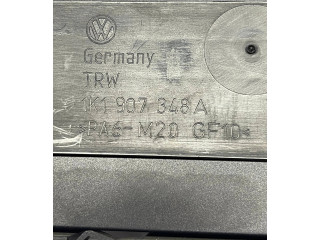 Germany
TRW
1K1 907 348 A
>PA6-M20 GF10<